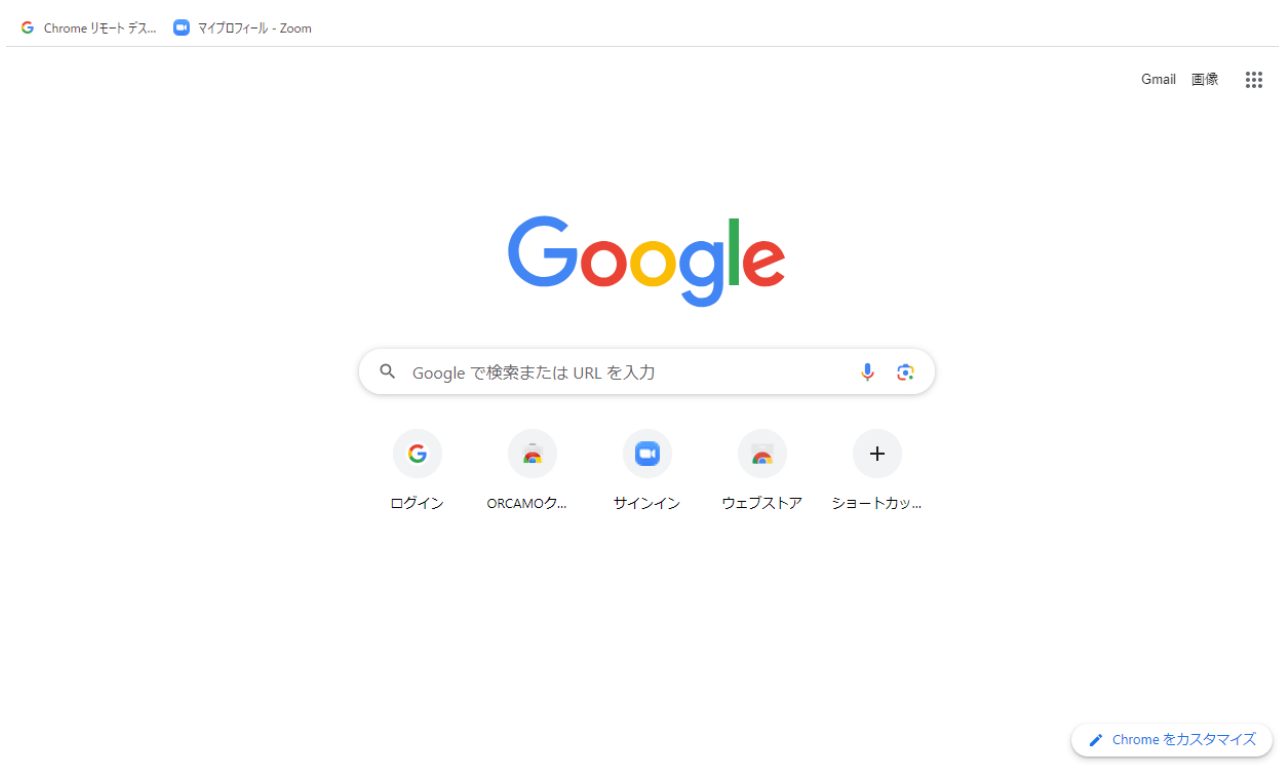 Chrome リモート デス... マイプロフィール - Zoom
Gmail 画像
Google
Google で検索または URL を入力
ログイン ORCAMOク... サインイン ウェブストア ショートカッ...
Chrome をカスタマイズ